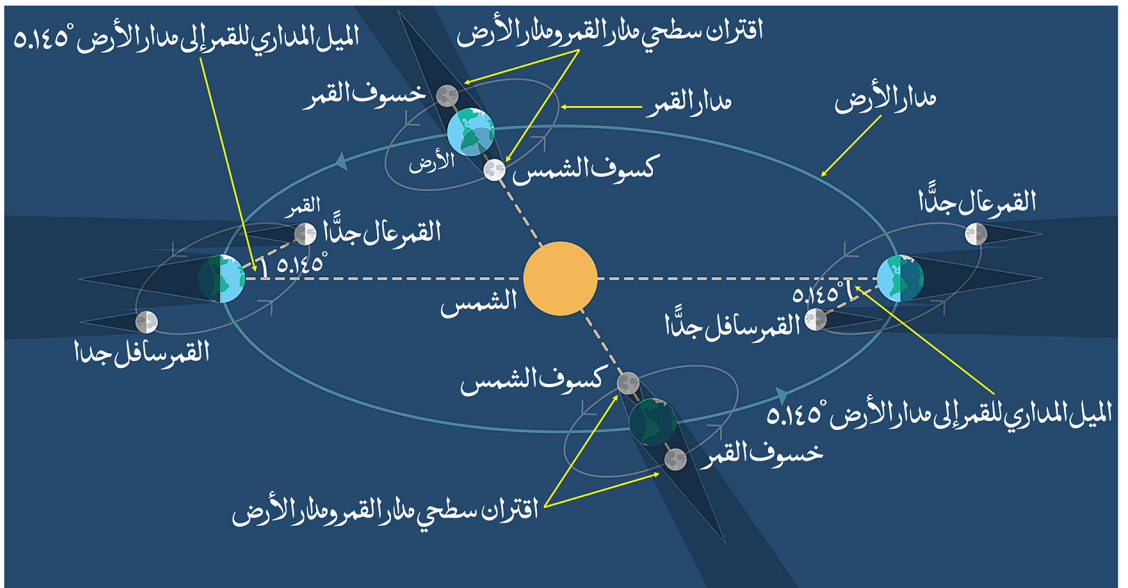 الميل المداري للقمر إلى مدار الأرض ٥.١٤٥°
اقتران سطحي مدار القمر ومدار الأرض
خسوف القمر
مدار القمر
مدار الأرض
الأرض
كسوف الشمس
القمر
القمر عال جدًّا
القمر عال جدًّا
٥.١٤٥°
الشمس
٥.١٤٥°
القمر سافل جدًّا
القمر سافل جدا
كسوف الشمس
الميل المداري للقمر إلى مدار الأرض ٥.١٤٥°
خسوف القمر
اقتران سطحي مدار القمر ومدار الأرض